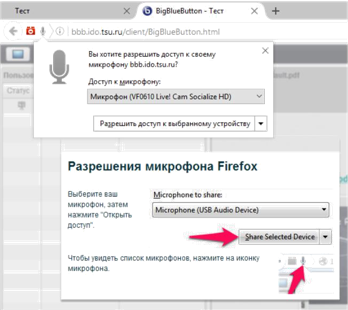 Тест
BigBlueButton - Тест
bbb.ido.tsu.ru/client/BigBlueButton.html
Вы хотите разрешить доступ к своему
микрофону bbb.ido.tsu.ru?
Доступ к микрофону:
Микрофон (VF0610 Live! Cam Socialize HD)
Разрешить доступ к выбранному устройству
Статус
Разрешения микрофона Firefox
Выберите ваш
микрофон, затем
нажмите "Открыть
доступ".
Microphone to share:
Microphone (USB Audio Device)
Share Selected Device
Чтобы увидеть список микрофонов, нажмите на иконку
микрофона.